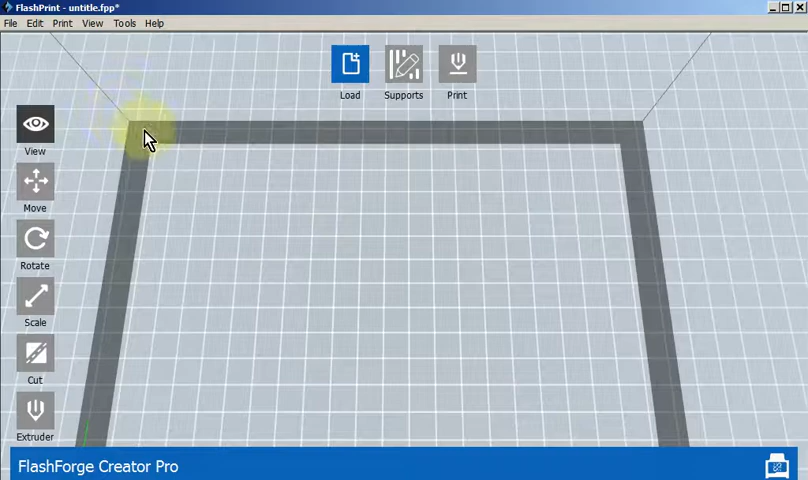 FlashPrint - untitle.fpp*
File Edit Print View Tools Help
Load Supports Print
View
Move
Rotate
Scale
Cut
Extruder
FlashForge Creator Pro